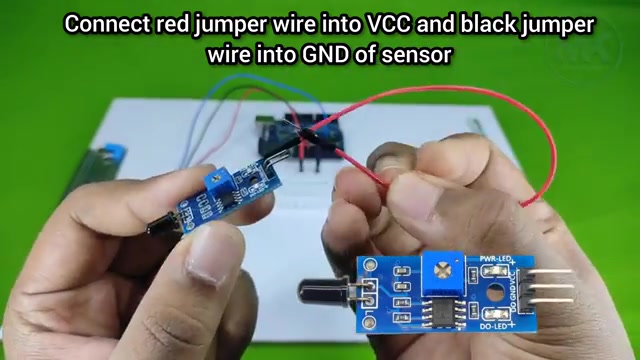 Connect red jumper wire into VCC and black jumper
wire into GND of sensor
PWR-LED
DO GND VCC
DO-LED